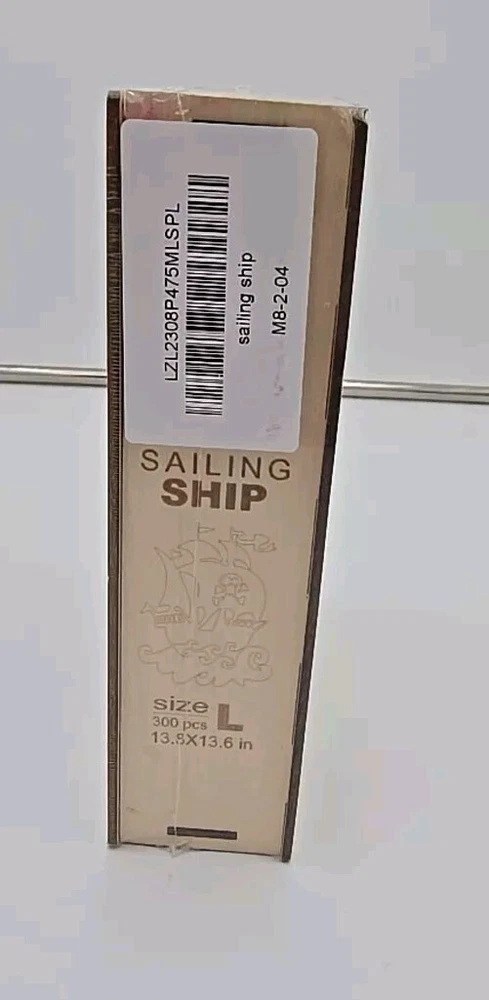 LZL2308P475MLSPL
sailing ship
M8-2-04
SAILING
SHIP
size L
300 pcs
13.8X13.6 in